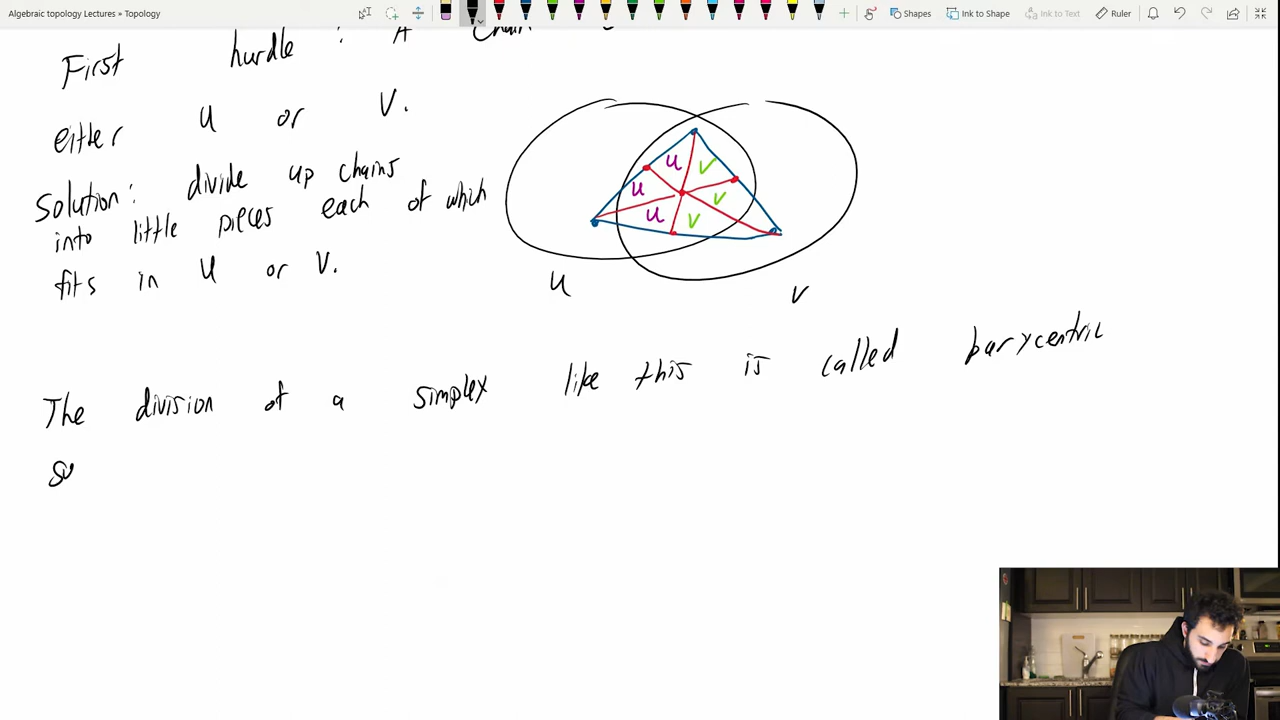 Algebraic topology Lectures » Topology
Shapes
Ink to Shape
Ink to Text
Ruler
First hurdle : A chain
either U or V.
Solution: divide up chains
into little pieces each of which
fits in U or V.
U V
U V
U V
U
V
The division of a simplex like this is called barycentric
su